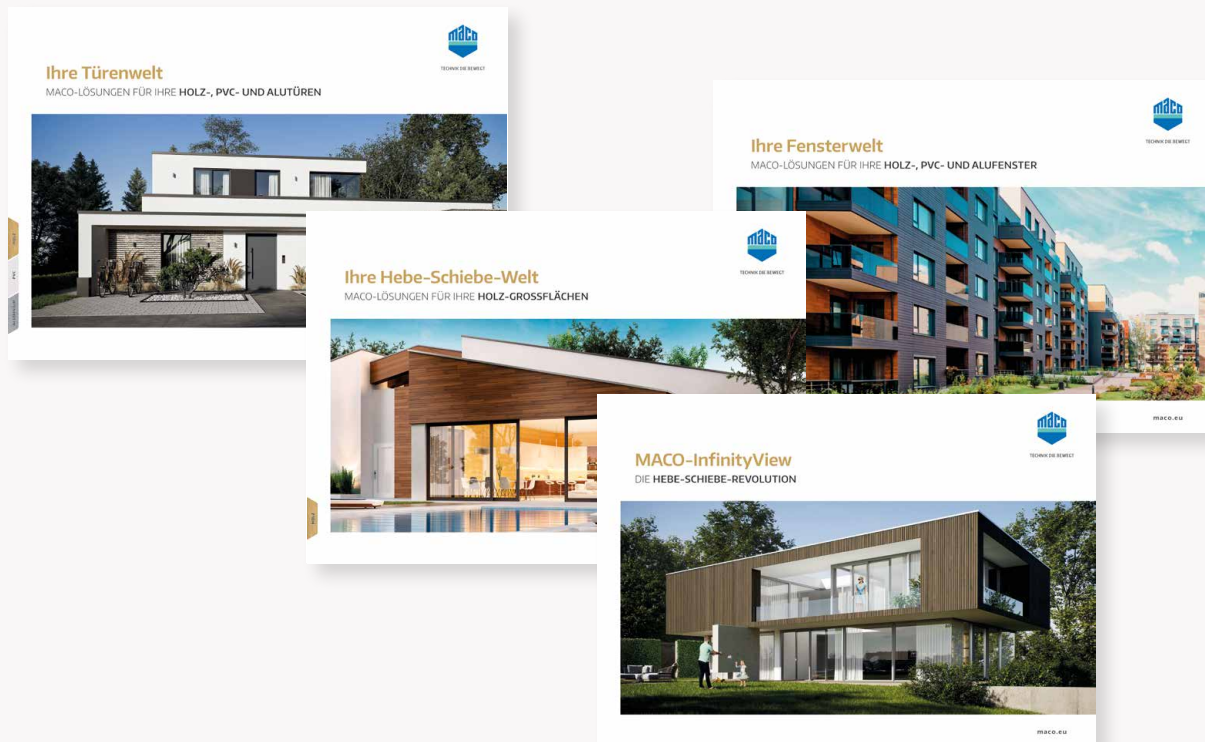 maco
TECHNIK DIE BEWEGT
Ihre Türenwelt
MACO-LÖSUNGEN FÜR IHRE HOLZ-, PVC- UND ALUTÜREN
PVC
maco
TECHNIK DIE BEWEGT
Ihre Fensterwelt
MACO-LÖSUNGEN FÜR IHRE HOLZ-, PVC- UND ALUFENSTER
maco.eu
maco
TECHNIK DIE BEWEGT
Ihre Hebe-Schiebe-Welt
MACO-LÖSUNGEN FÜR IHRE HOLZ-GROSSFLÄCHEN
maco
TECHNIK DIE BEWEGT
MACO-InfinityView
DIE HEBE-SCHIEBE-REVOLUTION
maco.eu